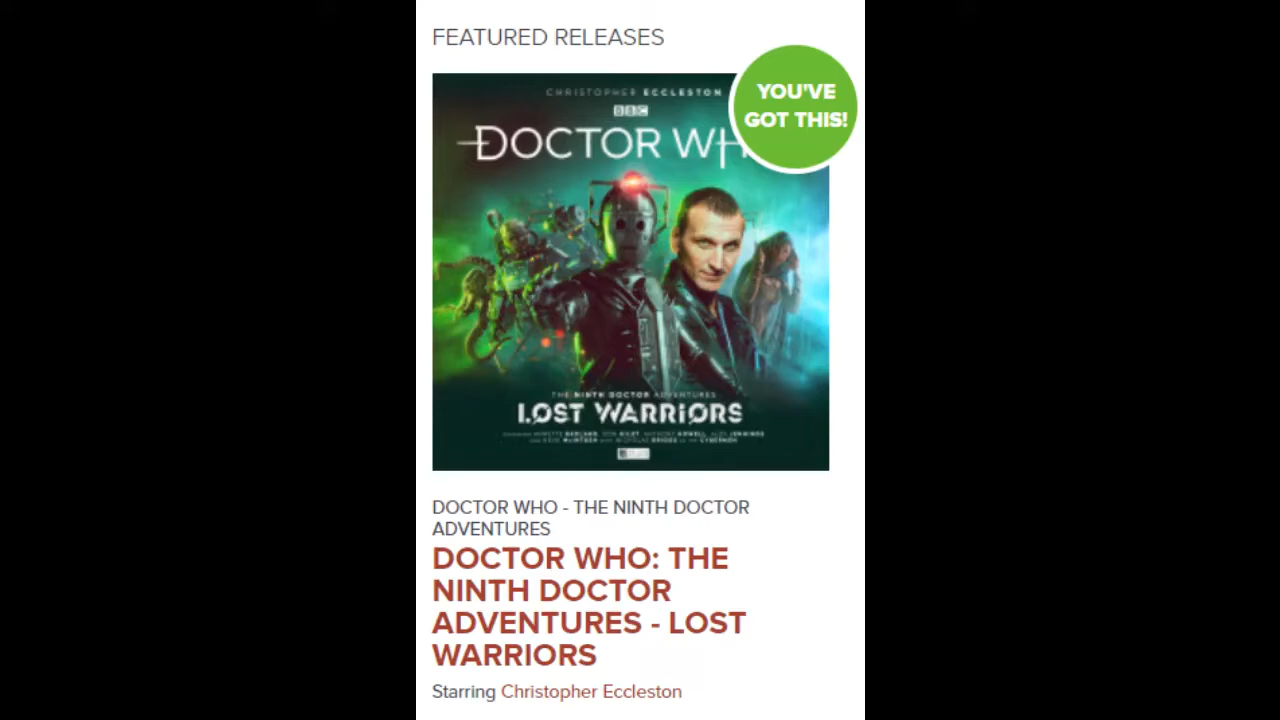 FEATURED RELEASES
YOU'VE
GOT THIS!
CHRISTOPHER ECCLESTON
BBC
DOCTOR WH
THE NINTH DOCTOR ADVENTURES
LOST WARRIORS
DOCTOR WHO - THE NINTH DOCTOR
ADVENTURES
DOCTOR WHO: THE
NINTH DOCTOR
ADVENTURES - LOST
WARRIORS
Starring Christopher Eccleston